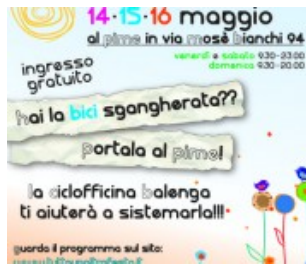 14·15·16 maggio
al pime in via mosè bianchi 94
venerdì e sabato 9.30-23.00
domenica 9.30-20.00
ingresso
gratuito
hai la bici sgangherata??
portala al pime!
la ciclofficina balenga
ti aiuterà a sistemarla!!!
guarda il programma sul sito: